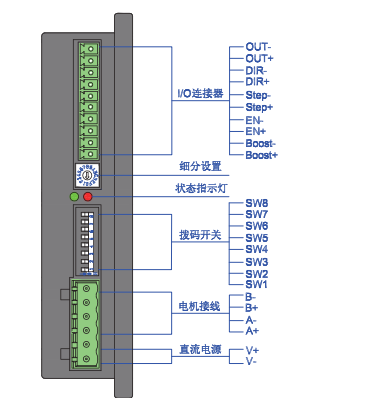 OUT-
OUT+
DIR-
DIR+
I/O连接器
Step-
Step+
EN-
EN+
Boost-
Boost+
细分设置
状态指示灯
SW8
SW7
SW6
拨码开关
SW5
SW4
SW3
SW2
SW1
B-
电机接线
B+
A-
A+
直流电源
V+
V-